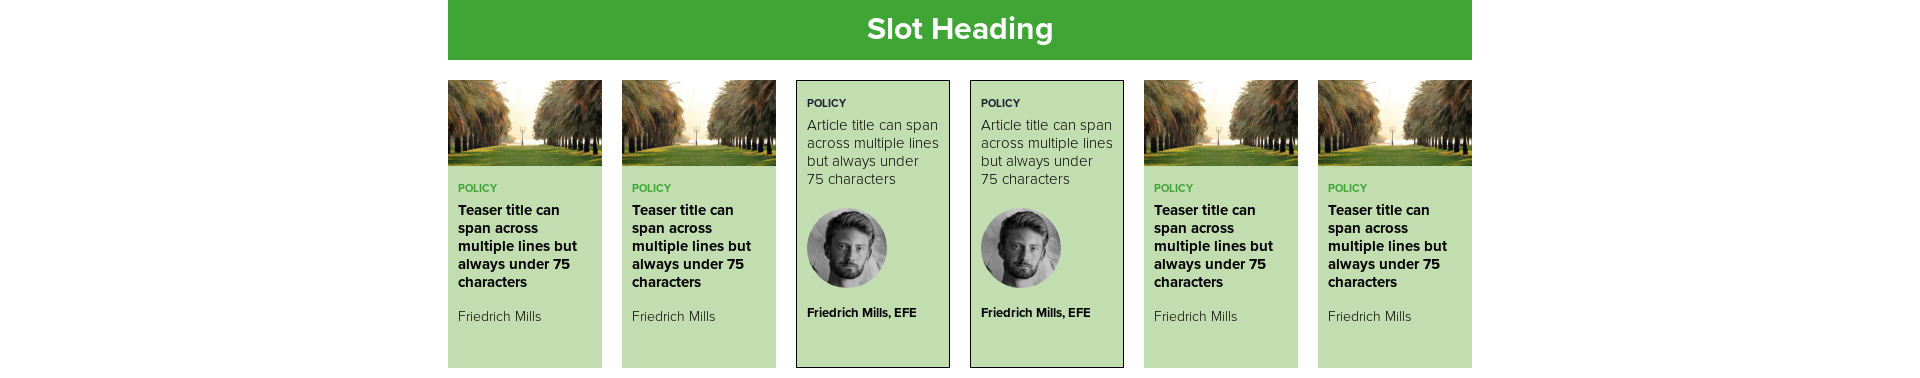 Slot Heading
POLICY
Teaser title can
span across
multiple lines but
always under 75
characters
Friedrich Mills
POLICY
Teaser title can
span across
multiple lines but
always under 75
characters
Friedrich Mills
POLICY
Article title can span
across multiple lines
but always under
75 characters
Friedrich Mills, EFE
POLICY
Article title can span
across multiple lines
but always under
75 characters
Friedrich Mills, EFE
POLICY
Teaser title can
span across
multiple lines but
always under 75
characters
Friedrich Mills
POLICY
Teaser title can
span across
multiple lines but
always under 75
characters
Friedrich Mills